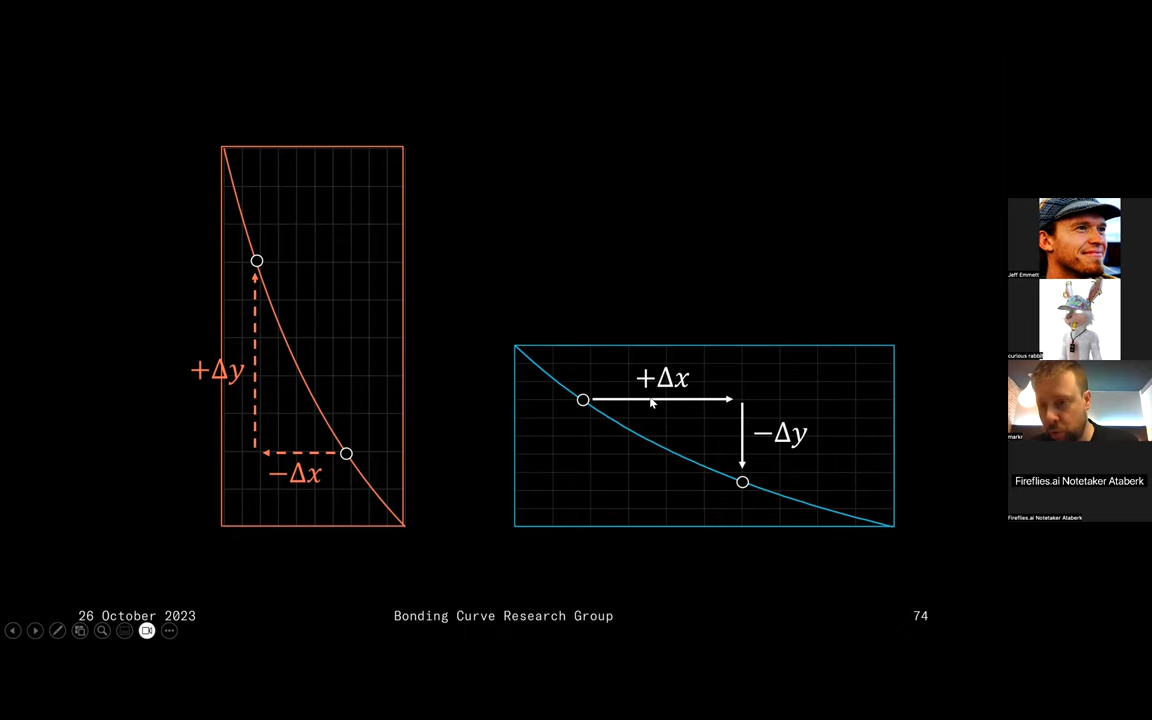 +Δy
−Δx
+Δx
−Δy
Jeff Emmett
curious rabbit
markr
Fireflies.ai Notetaker Ataberk
Fireflies.ai Notetaker Ataberk
26 October 2023
Bonding Curve Research Group
74